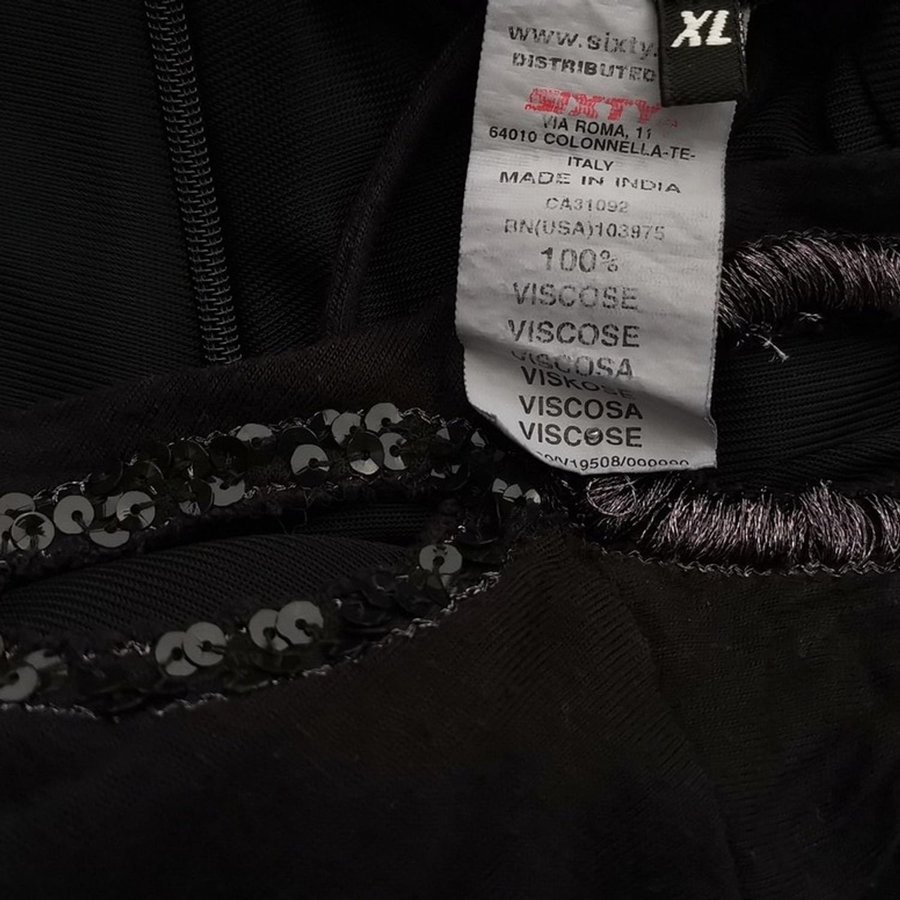 XL
www.sixty.
DISTRIBUTED
SIXTY
VIA ROMA, 11
64010 COLONNELLA-TE-
ITALY
MADE IN INDIA
CA31092
RN(USA)103975
100%
VISCOSE
VISCOSE
VISCOSA
VISKOSE
VISCOSA
VISCOSE